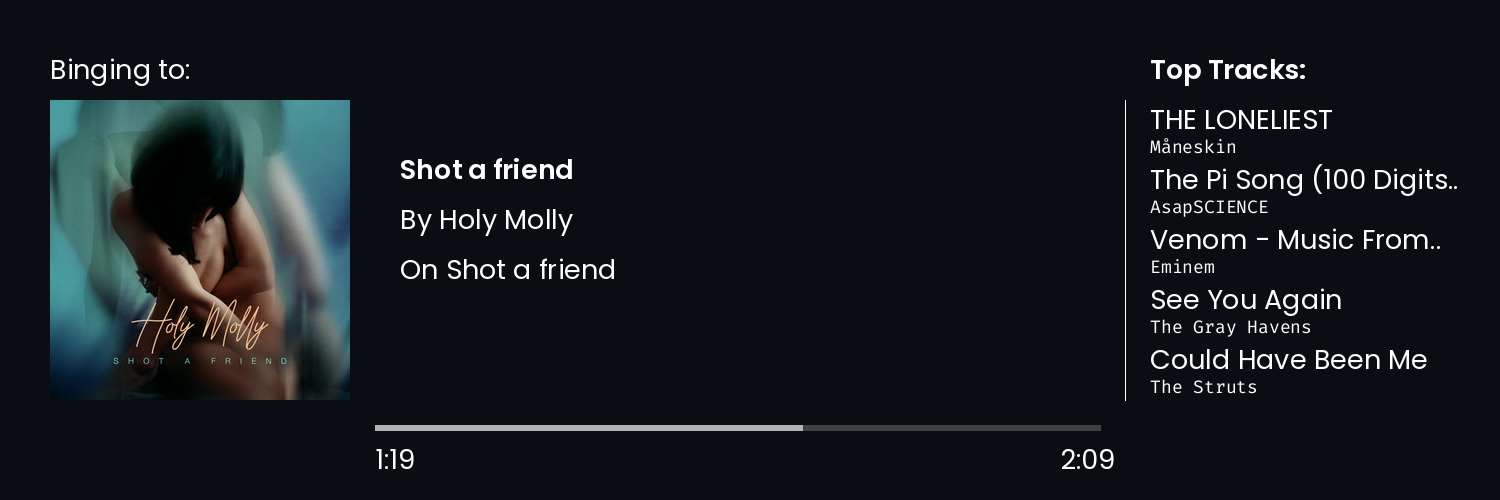 Binging to:
Holy Molly
SHOT A FRIEND
Shot a friend
By Holy Molly
On Shot a friend
1:19
2:09
Top Tracks:
THE LONELIEST
Måneskin
The Pi Song (100 Digits..
AsapSCIENCE
Venom - Music From..
Eminem
See You Again
The Gray Havens
Could Have Been Me
The Struts